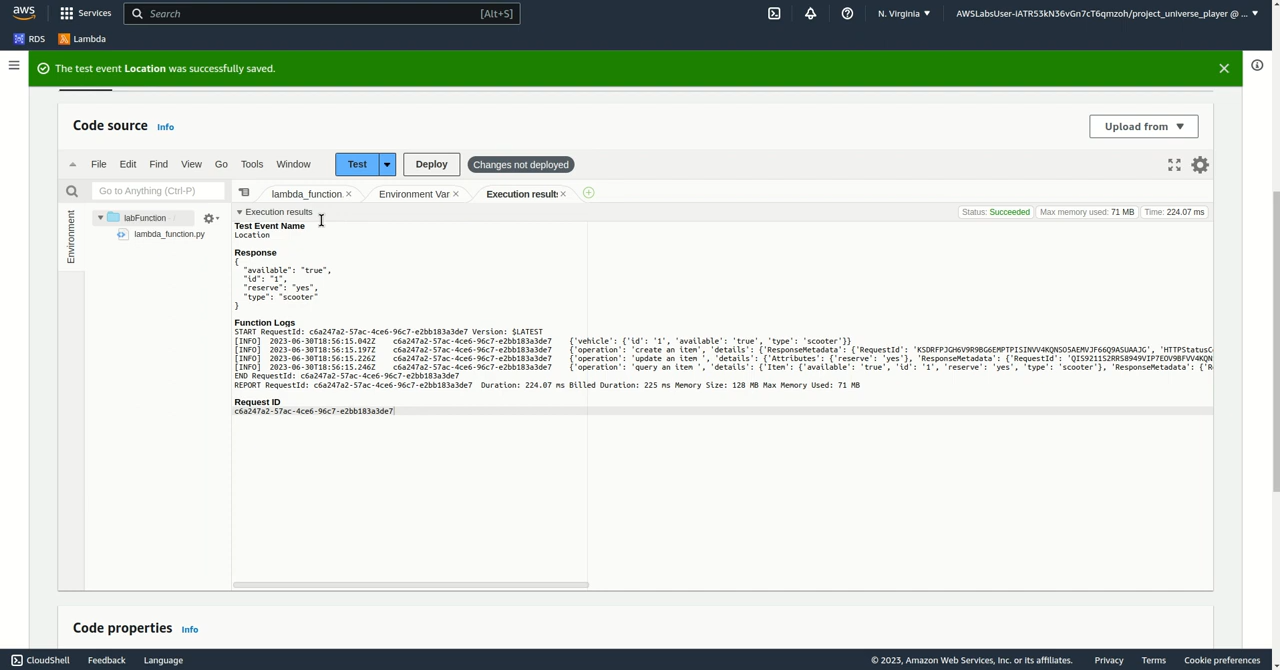 aws
Services
Search
[Alt+S]
N. Virginia
AWSLabsUser-iATR53kN36vGn7cT6qmzoh/project_universe_player @ ...
RDS
Lambda
The test event Location was successfully saved.
Code source
Info
Upload from
File Edit Find View Go Tools Window
Test
Deploy
Changes not deployed
Go to Anything (Ctrl-P)
lambda_function
Environment Var
Execution results
Environment
labFunction
lambda_function.py
Execution results
Status: Succeeded
Max memory used: 71 MB
Time: 224.07 ms
Test Event Name
Location
Response
{
"available": "true",
"id": "1",
"reserve": "yes",
"type": "scooter"
}
Function Logs
START RequestId: c6a247a2-57ac-4ce6-96c7-e2bb183a3de7 Version: $LATEST
[INFO] 2023-06-30T18:56:15.042Z c6a247a2-57ac-4ce6-96c7-e2bb183a3de7 {'vehicle': {'id': '1', 'available': 'true', 'type': 'scooter'}}
[INFO] 2023-06-30T18:56:15.197Z c6a247a2-57ac-4ce6-96c7-e2bb183a3de7 {'operation': 'create an item', 'details': {'ResponseMetadata': {'RequestId': 'KSDRFPJGH6V9R9BG6EMPTPISINVV4KQNSO5AEMVJF66Q9ASUAAJG', 'HTTPStatusC
[INFO] 2023-06-30T18:56:15.226Z c6a247a2-57ac-4ce6-96c7-e2bb183a3de7 {'operation': 'update an item ', 'details': {'Attributes': {'reserve': 'yes'}, 'ResponseMetadata': {'RequestId': 'QIS9211S2RRS8949VIP7EOV9BFVV4KQN
[INFO] 2023-06-30T18:56:15.246Z c6a247a2-57ac-4ce6-96c7-e2bb183a3de7 {'operation': 'query an item ', 'details': {'Item': {'available': 'true', 'id': '1', 'reserve': 'yes', 'type': 'scooter'}, 'ResponseMetadata': {'R
END RequestId: c6a247a2-57ac-4ce6-96c7-e2bb183a3de7
REPORT RequestId: c6a247a2-57ac-4ce6-96c7-e2bb183a3de7 Duration: 224.07 ms Billed Duration: 225 ms Memory Size: 128 MB Max Memory Used: 71 MB
Request ID
c6a247a2-57ac-4ce6-96c7-e2bb183a3de7
Code properties
Info
CloudShell
Feedback
Language
© 2023, Amazon Web Services, Inc. or its affiliates.
Privacy
Terms
Cookie preferences